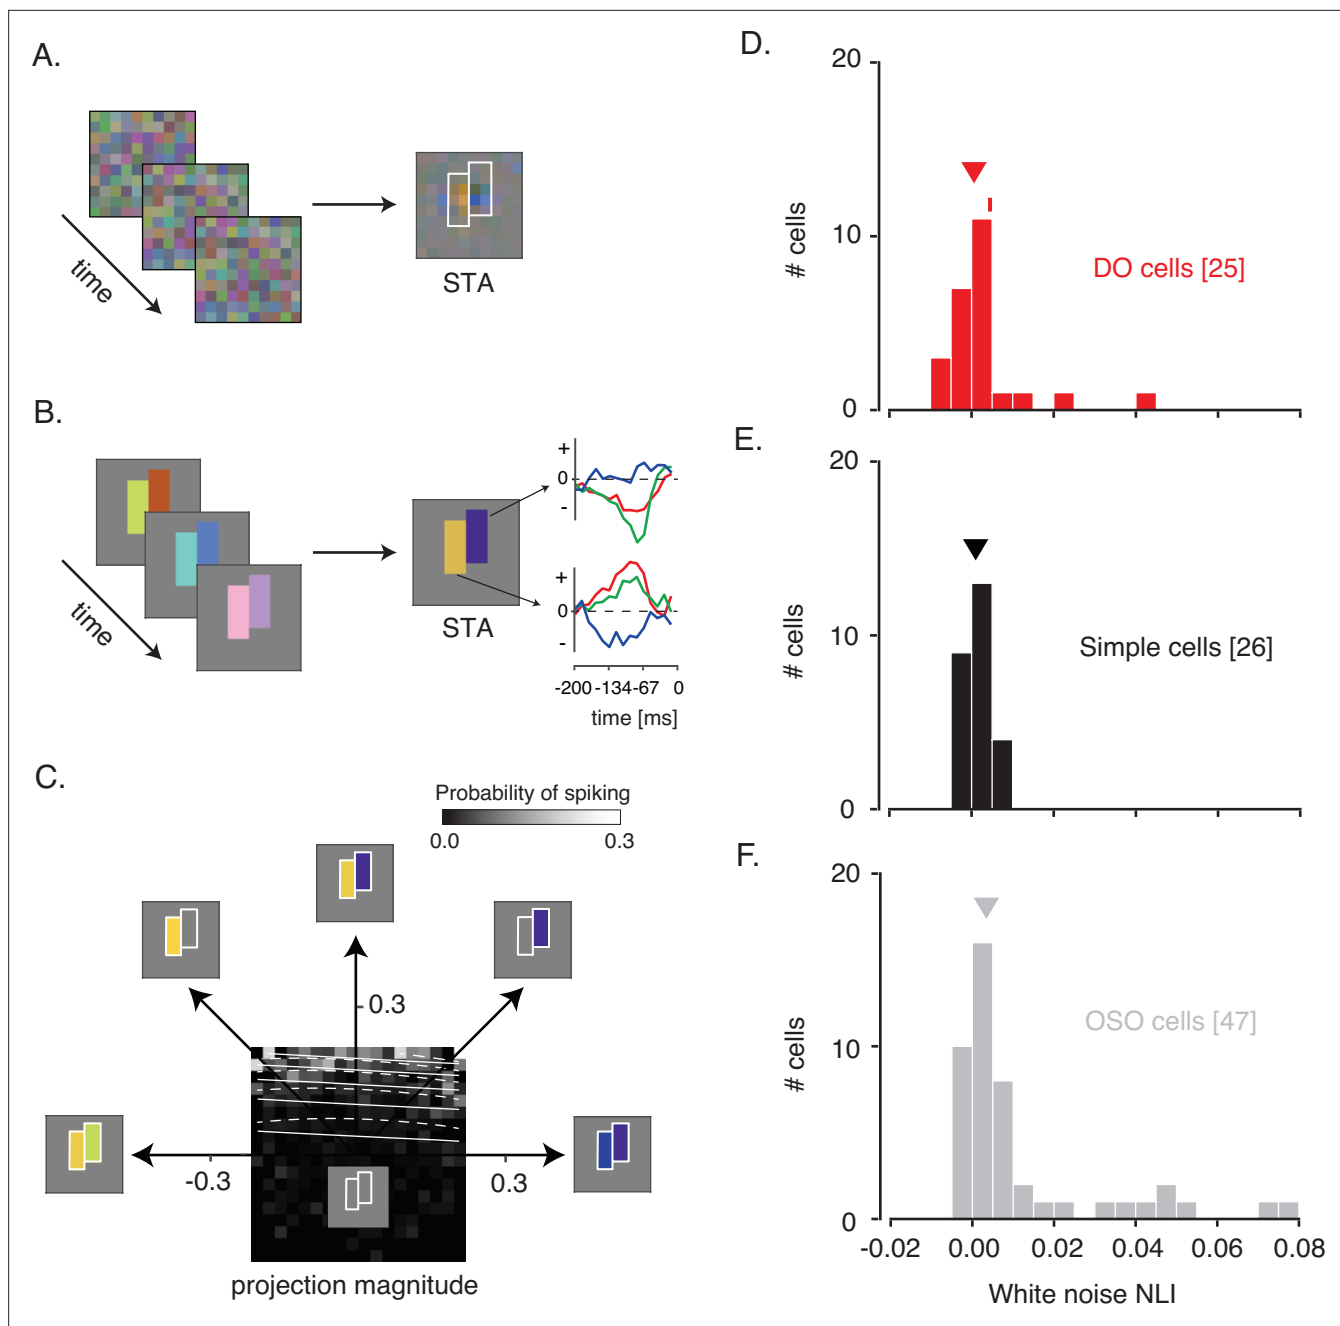 A.
time
STA
B.
time
STA
+
0
-
+
0
-
-200 -134 -67 0
time [ms]
C.
Probability of spiking
0.0 0.3
0.3
-0.3 0.3
projection magnitude
D.
20
10
0
# cells
DO cells [25]
E.
20
10
0
# cells
Simple cells [26]
F.
20
10
0
# cells
OSO cells [47]
-0.02 0.00 0.02 0.04 0.06 0.08
White noise NLI